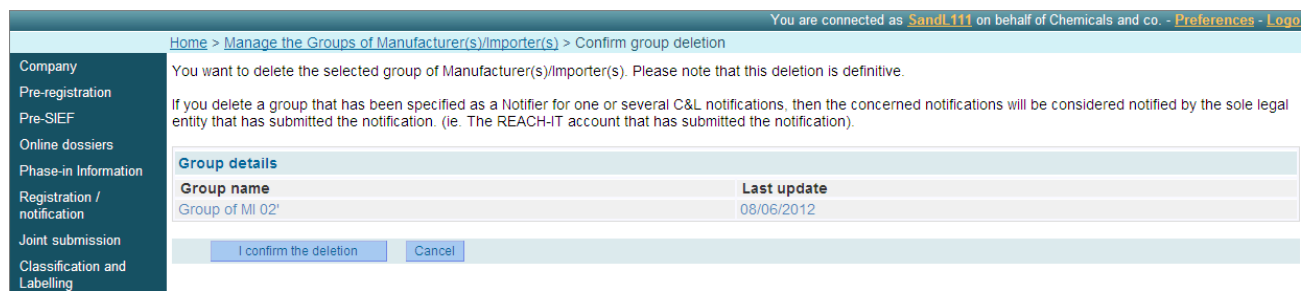 You are connected as SandL111 on behalf of Chemicals and co. - Preferences - Logo
Home > Manage the Groups of Manufacturer(s)/Importer(s) > Confirm group deletion
Company
Pre-registration
Pre-SIEF
Online dossiers
Phase-in Information
Registration /
notification
Joint submission
Classification and
Labelling
You want to delete the selected group of Manufacturer(s)/Importer(s). Please note that this deletion is definitive.
If you delete a group that has been specified as a Notifier for one or several C&L notifications, then the concerned notifications will be considered notified by the sole legal
entity that has submitted the notification. (ie. The REACH-IT account that has submitted the notification).
Group details
Group name Last update
Group of MI 02' 08/06/2012
I confirm the deletion Cancel